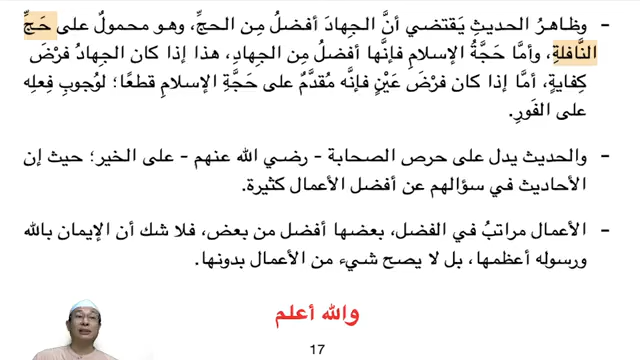 - وظاهرُ الحديثِ يَقتضي أنَّ الجِهادَ أفضلُ مِن الحجِّ، وهو محمولٌ على حَجِّ
النَّافلةِ، وأمَّا حَجَّةُ الإسلامِ فإنَّها أفضلُ مِن الجِهادِ، هذا إذا كان الجهادُ فرْضَ
كِفايةٍ، أمَّا إذا كان فرْضَ عَيْنٍ فإنَّه مُقدَّمٌ على حَجَّةِ الإسلامِ قطعًا؛ لوُجوبِ فِعلِه
على الفَورِ.
- والحديث يدل على حرص الصحابة - رضي الله عنهم - على الخير؛ حيث إن
الأحاديث في سؤالهم عن أفضل الأعمال كثيرة.
- الأعمال مراتبُ في الفضل، بعضها أفضل من بعض، فلا شك أن الإيمان بالله
ورسوله أعظمها، بل لا يصح شيء من الأعمال بدونها.
والله أعلم
17